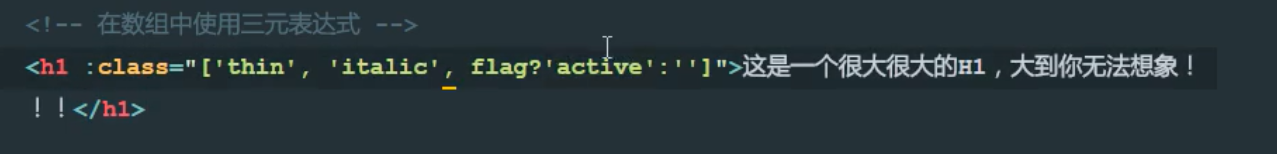 <!-- 在数组中使用三元表达式 -->
<h1 :class="['thin', 'italic', flag?'active':'']">这是一个很大很大的H1，大到你无法想象！
！！</h1>